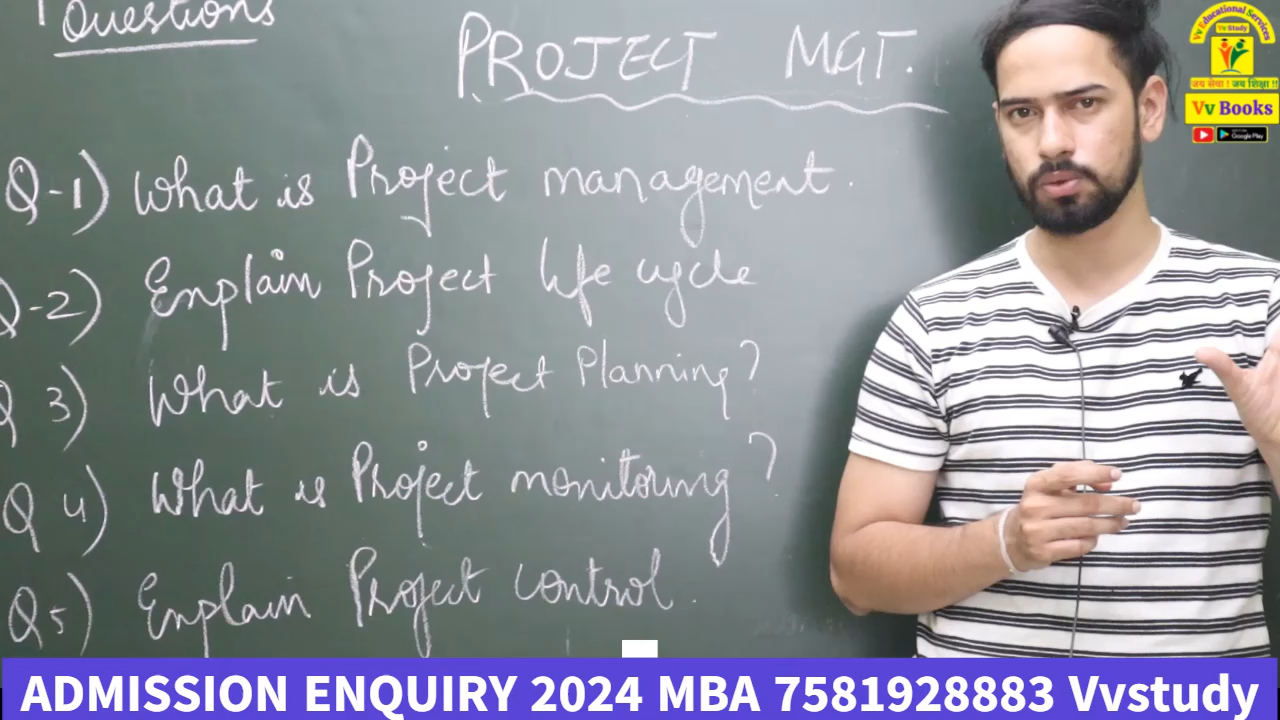 Questions
PROJECT MGT.
Q-1) What is Project management.
Q-2) Explain Project life cycle
Q 3) What is Project Planning?
Q 4) What is Project monitoring?
Q5) Explain Project control.
Vv Educational Services
Vv Study
जय सेवा ! जय शिक्षा !!
Vv Books
Google Play
ADMISSION ENQUIRY 2024 MBA 7581928883 Vvstudy